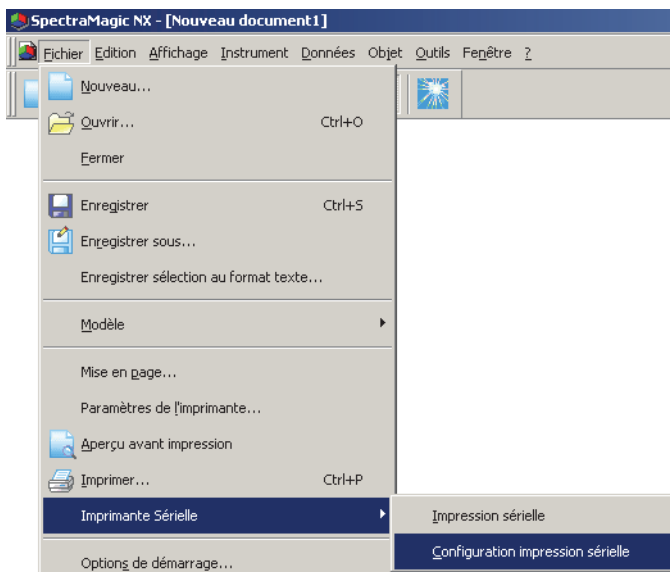 SpectraMagic NX - [Nouveau document1]
Fichier Edition Affichage Instrument Données Objet Outils Fenêtre ?
Nouveau...
Ouvrir... Ctrl+O
Fermer
Enregistrer Ctrl+S
Enregistrer sous...
Enregistrer sélection au format texte...
Modèle
Mise en page...
Paramètres de l'imprimante...
Aperçu avant impression
Imprimer... Ctrl+P
Imprimante Sérielle
Impression sérielle
Configuration impression sérielle
Options de démarrage...